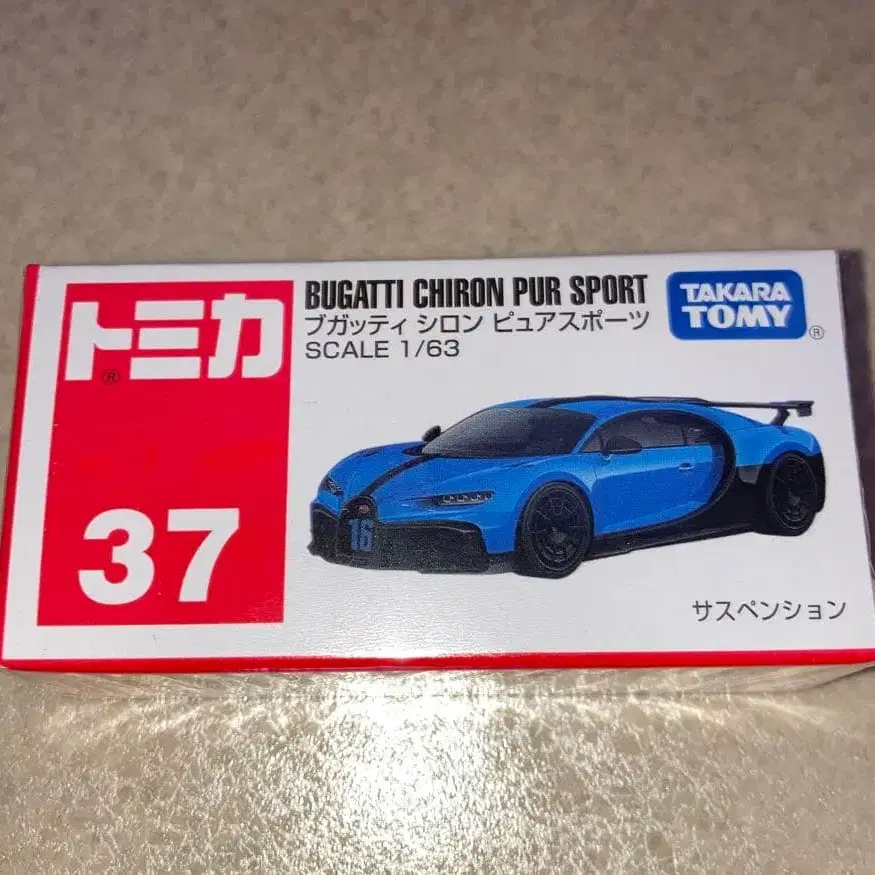 トミカ®
37
BUGATTI CHIRON PUR SPORT
ブガッティ シロン ピュアスポーツ
SCALE 1/63
TAKARA
TOMY®
16
サスペンション